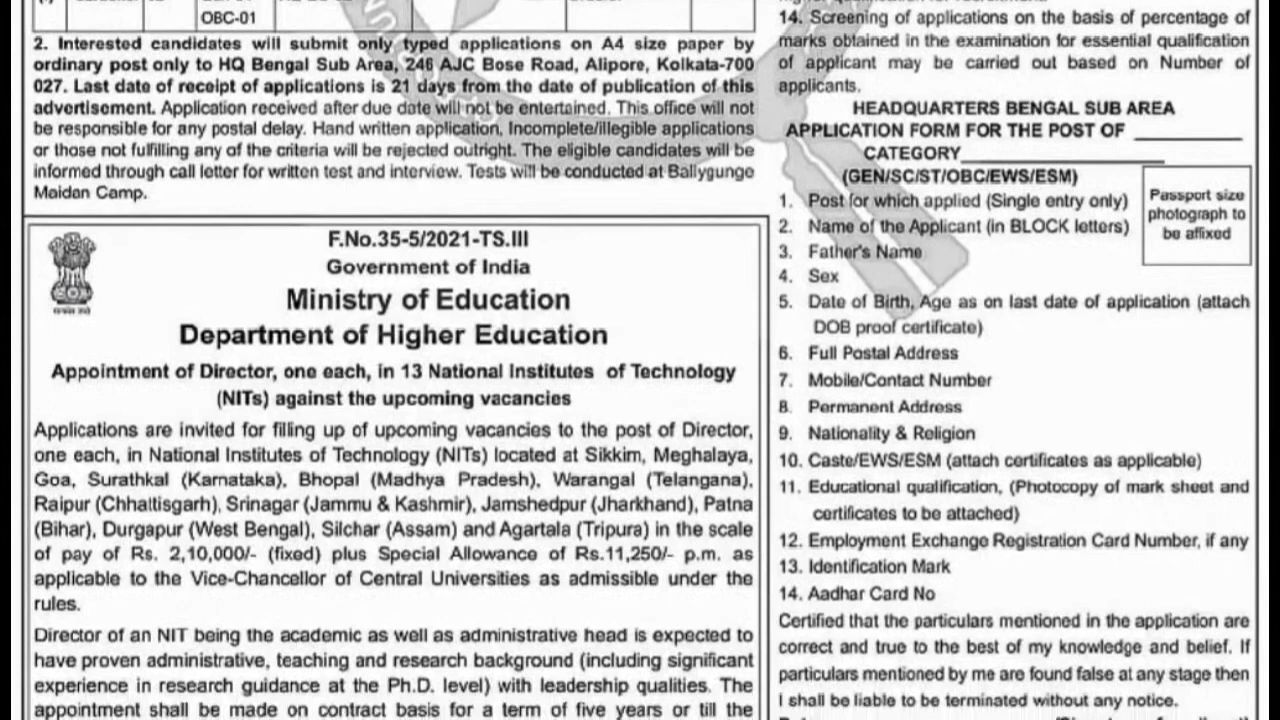 OBC-01
2. Interested candidates will submit only typed applications on A4 size paper by
ordinary post only to HQ Bengal Sub Area, 246 AJC Bose Road, Alipore, Kolkata-700
027. Last date of receipt of applications is 21 days from the date of publication of this
advertisement. Application received after due date will not be entertained. This office will not
be responsible for any postal delay. Hand written application, Incomplete/illegible applications
or those not fulfilling any of the criteria will be rejected outright. The eligible candidates will be
informed through call letter for written test and interview. Tests will be conducted at Ballygunge
Maidan Camp.
F.No.35-5/2021-TS.III
Government of India
Ministry of Education
Department of Higher Education
Appointment of Director, one each, in 13 National Institutes of Technology
(NITs) against the upcoming vacancies
Applications are invited for filling up of upcoming vacancies to the post of Director,
one each, in National Institutes of Technology (NITs) located at Sikkim, Meghalaya,
Goa, Surathkal (Karnataka), Bhopal (Madhya Pradesh), Warangal (Telangana),
Raipur (Chhattisgarh), Srinagar (Jammu & Kashmir), Jamshedpur (Jharkhand), Patna
(Bihar), Durgapur (West Bengal), Silchar (Assam) and Agartala (Tripura) in the scale
of pay of Rs. 2,10,000/- (fixed) plus Special Allowance of Rs.11,250/- p.m. as
applicable to the Vice-Chancellor of Central Universities as admissible under the
rules.
Director of an NIT being the academic as well as administrative head is expected to
have proven administrative, teaching and research background (including significant
experience in research guidance at the Ph.D. level) with leadership qualities. The
appointment shall be made on contract basis for a term of five years or till the
14. Screening of applications on the basis of percentage of
marks obtained in the examination for essential qualification
of applicant may be carried out based on Number of
applicants.
HEADQUARTERS BENGAL SUB AREA
APPLICATION FORM FOR THE POST OF ____________
CATEGORY______________________
(GEN/SC/ST/OBC/EWS/ESM)
Passport size
photograph to
be affixed
1. Post for which applied (Single entry only)
2. Name of the Applicant (in BLOCK letters)
3. Father's Name
4. Sex
5. Date of Birth, Age as on last date of application (attach
DOB proof certificate)
6. Full Postal Address
7. Mobile/Contact Number
8. Permanent Address
9. Nationality & Religion
10. Caste/EWS/ESM (attach certificates as applicable)
11. Educational qualification, (Photocopy of mark sheet and
certificates to be attached)
12. Employment Exchange Registration Card Number, if any
13. Identification Mark
14. Aadhar Card No
Certified that the particulars mentioned in the application are
correct and true to the best of my knowledge and belief. If
particulars mentioned by me are found false at any stage then
I shall be liable to be terminated without any notice.